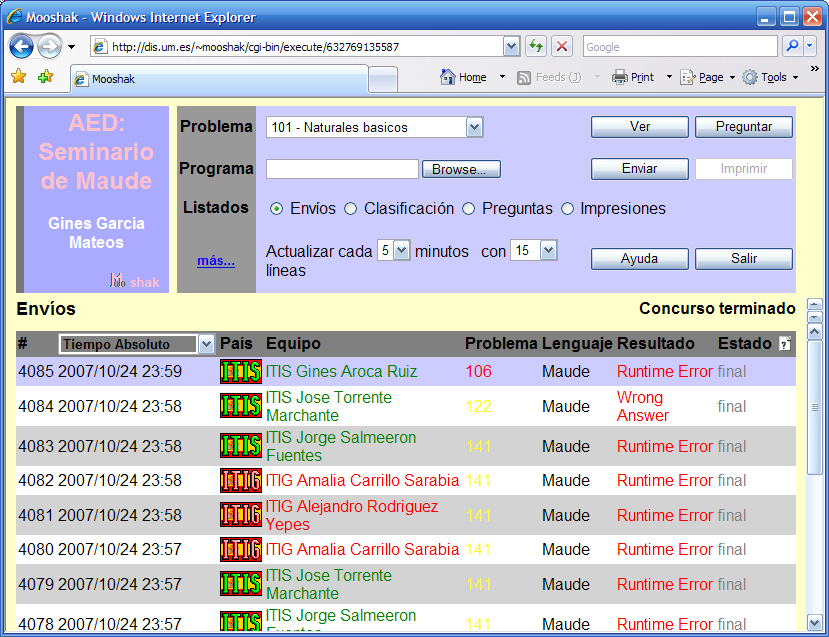 Mooshak - Windows Internet Explorer
http://dis.um.es/~mooshak/cgi-bin/execute/632769135587
Google
Mooshak
Home
Feeds (J)
Print
Page
Tools
»
AED:
Seminario
de Maude
Gines Garcia
Mateos
Mooshak
Problema 101 - Naturales basicos Ver Preguntar
Programa Browse... Enviar Imprimir
Listados Envíos Clasificación Preguntas Impresiones
más... Actualizar cada 5 minutos con 15
líneas
Ayuda Salir
Envíos Concurso terminado
# Tiempo Absoluto País Equipo Problema Lenguaje Resultado Estado ?
4085 2007/10/24 23:59 ITIS ITIS Gines Aroca Ruiz 106 Maude Runtime Error final
4084 2007/10/24 23:58 ITIS ITIS Jose Torrente
Marchante 122 Maude Wrong
Answer final
4083 2007/10/24 23:58 ITIS ITIS Jorge Salmeeron
Fuentes 141 Maude Runtime Error final
4082 2007/10/24 23:58 ITIG ITIG Amalia Carrillo Sarabia 141 Maude Runtime Error final
4081 2007/10/24 23:58 ITIG ITIG Alejandro Rodriguez
Yepes 141 Maude Runtime Error final
4080 2007/10/24 23:57 ITIG ITIG Amalia Carrillo Sarabia 141 Maude Runtime Error final
4079 2007/10/24 23:57 ITIS ITIS Jose Torrente
Marchante 141 Maude Runtime Error final
4078 2007/10/24 23:57 ITIS ITIS Jorge Salmeeron
Fuentes 141 Maude Runtime Error final